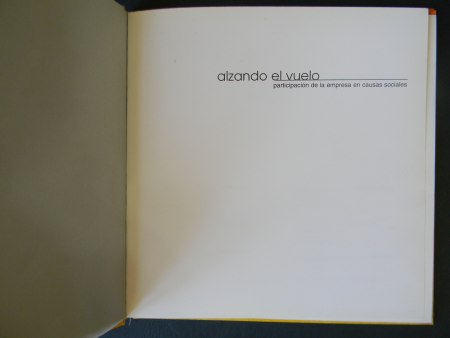 alzando el vuelo
participación de la empresa en causas sociales